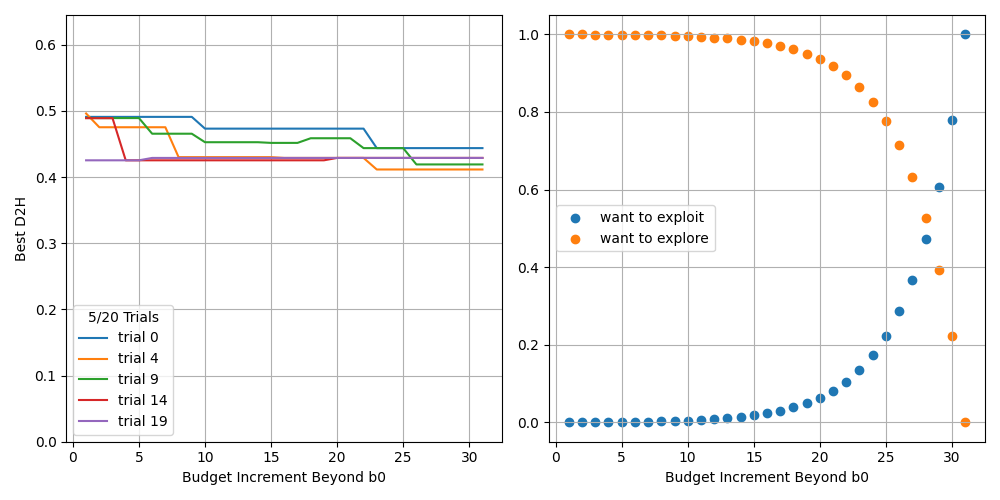 0.6
0.5
0.4
0.3
0.2
0.1
0.0
Best D2H
5/20 Trials
trial 0
trial 4
trial 9
trial 14
trial 19
0 5 10 15 20 25 30
Budget Increment Beyond b0
1.0
0.8
0.6
0.4
0.2
0.0
want to exploit
want to explore
0 5 10 15 20 25 30
Budget Increment Beyond b0